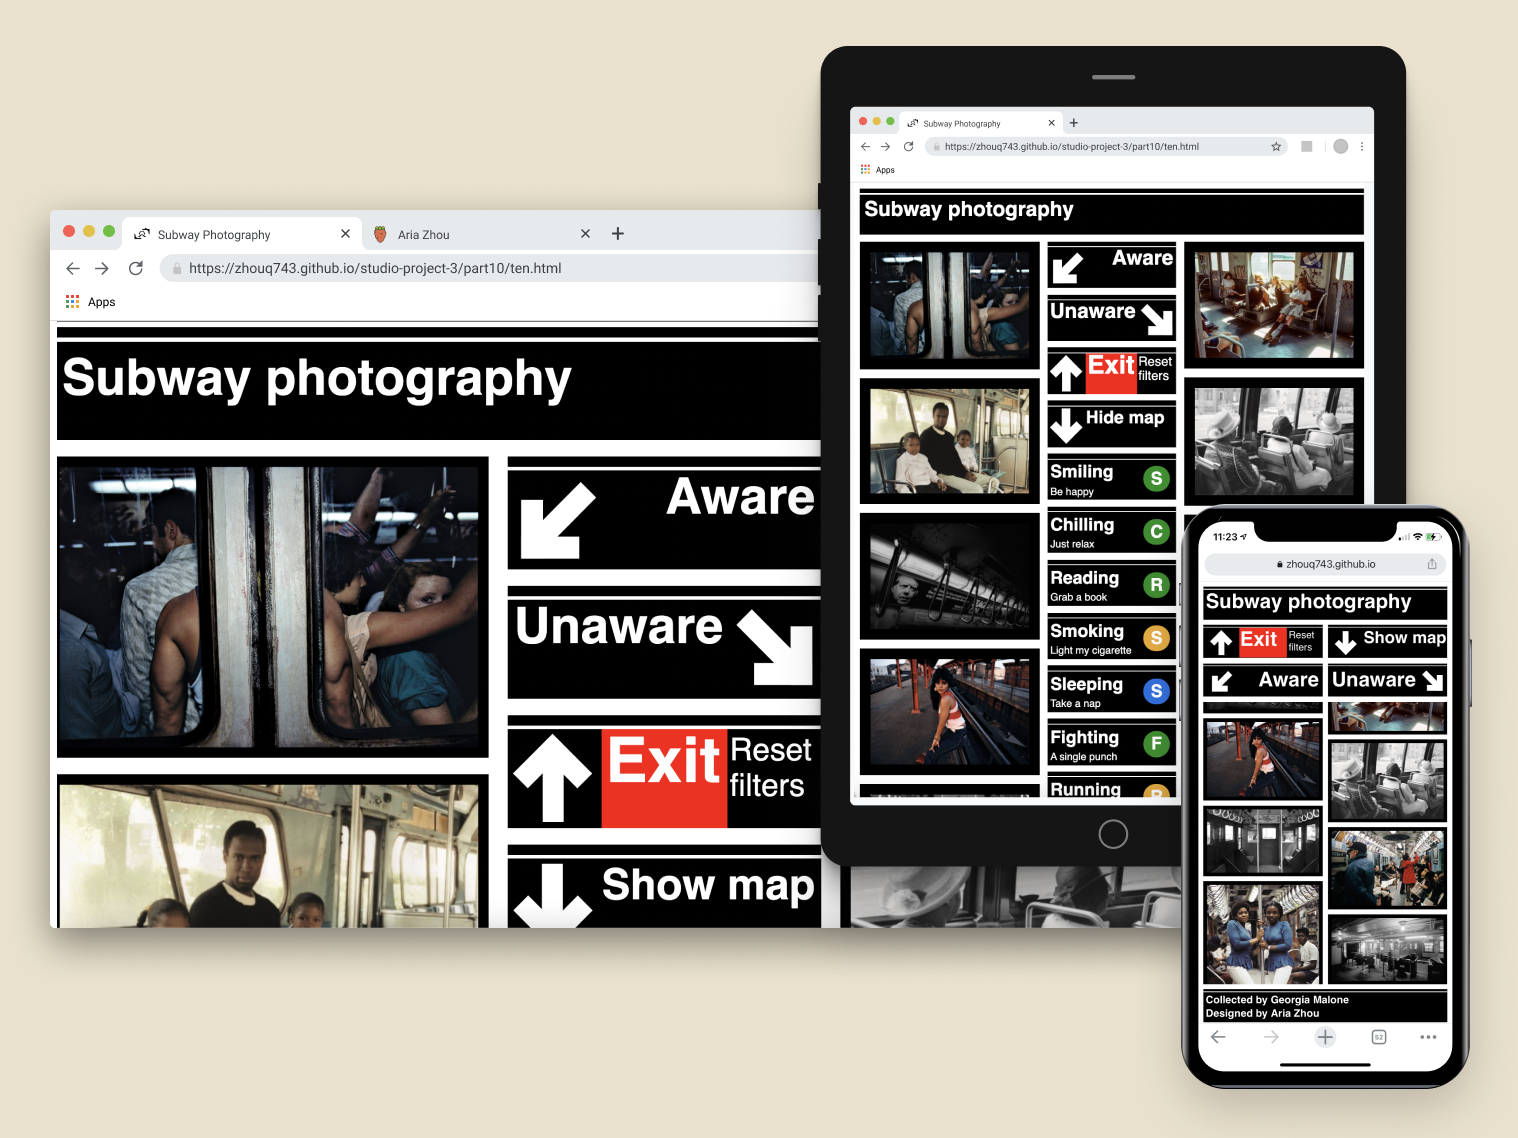 Subway Photography
Aria Zhou
https://zhouq743.github.io/studio-project-3/part10/ten.html
Apps
Subway photography
Aware
Unaware
Exit
Reset
filters
Show map
Subway Photography
https://zhouq743.github.io/studio-project-3/part10/ten.html
Apps
Subway photography
Aware
Unaware
Exit
Reset
filters
Hide map
Smiling
Be happy
S
Chilling
Just relax
C
Reading
Grab a book
R
Smoking
Light my cigarette
S
Sleeping
Take a nap
S
Fighting
A single punch
F
Running
R
11:23
zhouq743.github.io
Subway photography
Exit
Reset
filters
Show map
Aware
Unaware
Collected by Georgia Malone
Designed by Aria Zhou
52